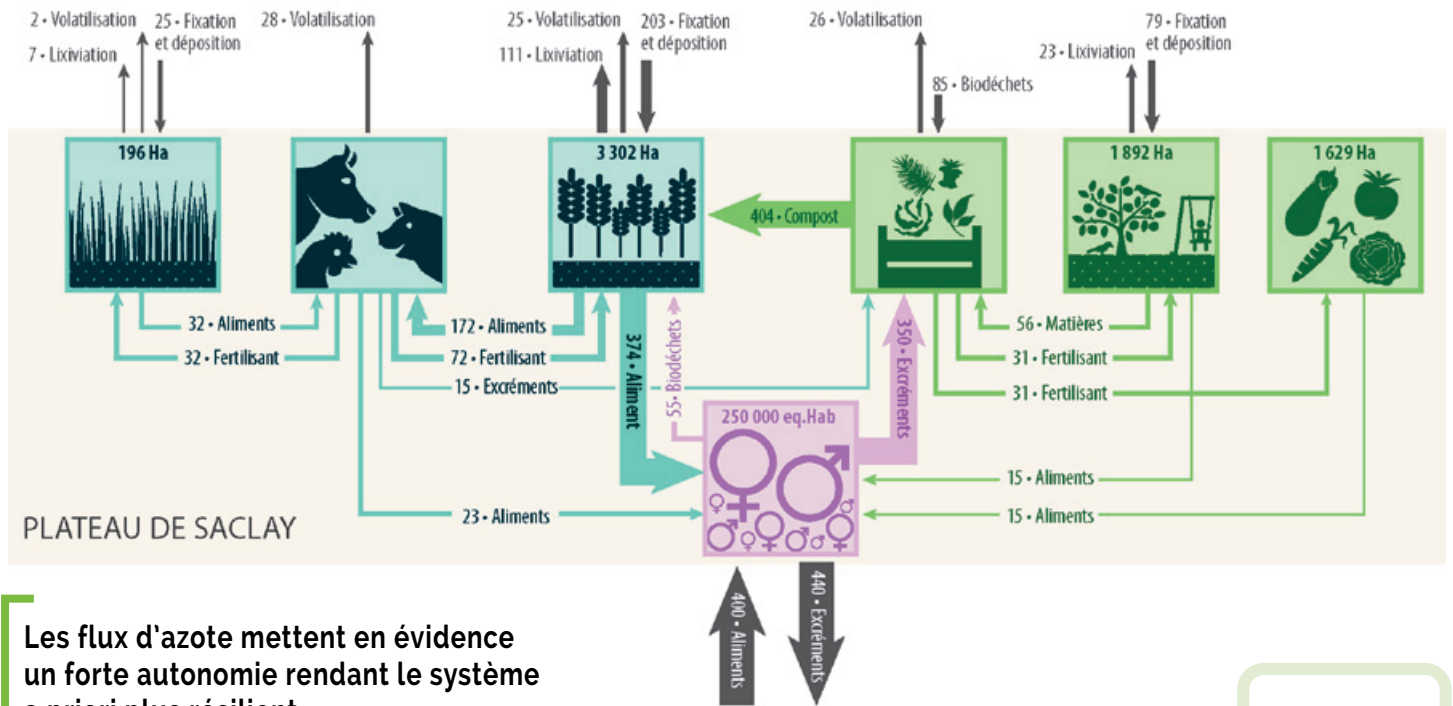 2 • Volatilisation
7 • Lixiviation
25 • Fixation
et déposition
28 • Volatilisation
25 • Volatilisation
111 • Lixiviation
203 • Fixation
et déposition
26 • Volatilisation
85 • Biodéchets
79 • Fixation
et déposition
23 • Lixiviation
196 Ha
3 302 Ha
1 892 Ha
1 629 Ha
404 • Compost
32 • Aliments
32 • Fertilisant
172 • Aliments
72 • Fertilisant
15 • Excréments
374 • Aliment
55 • Biodéchets
350 • Excréments
56 • Matières
31 • Fertilisant
31 • Fertilisant
250 000 eq.Hab
15 • Aliments
15 • Aliments
23 • Aliments
PLATEAU DE SACLAY
400 • Aliments
440 • Excréments
Les flux d'azote mettent en évidence
un forte autonomie rendant le système
a priori plus résilient